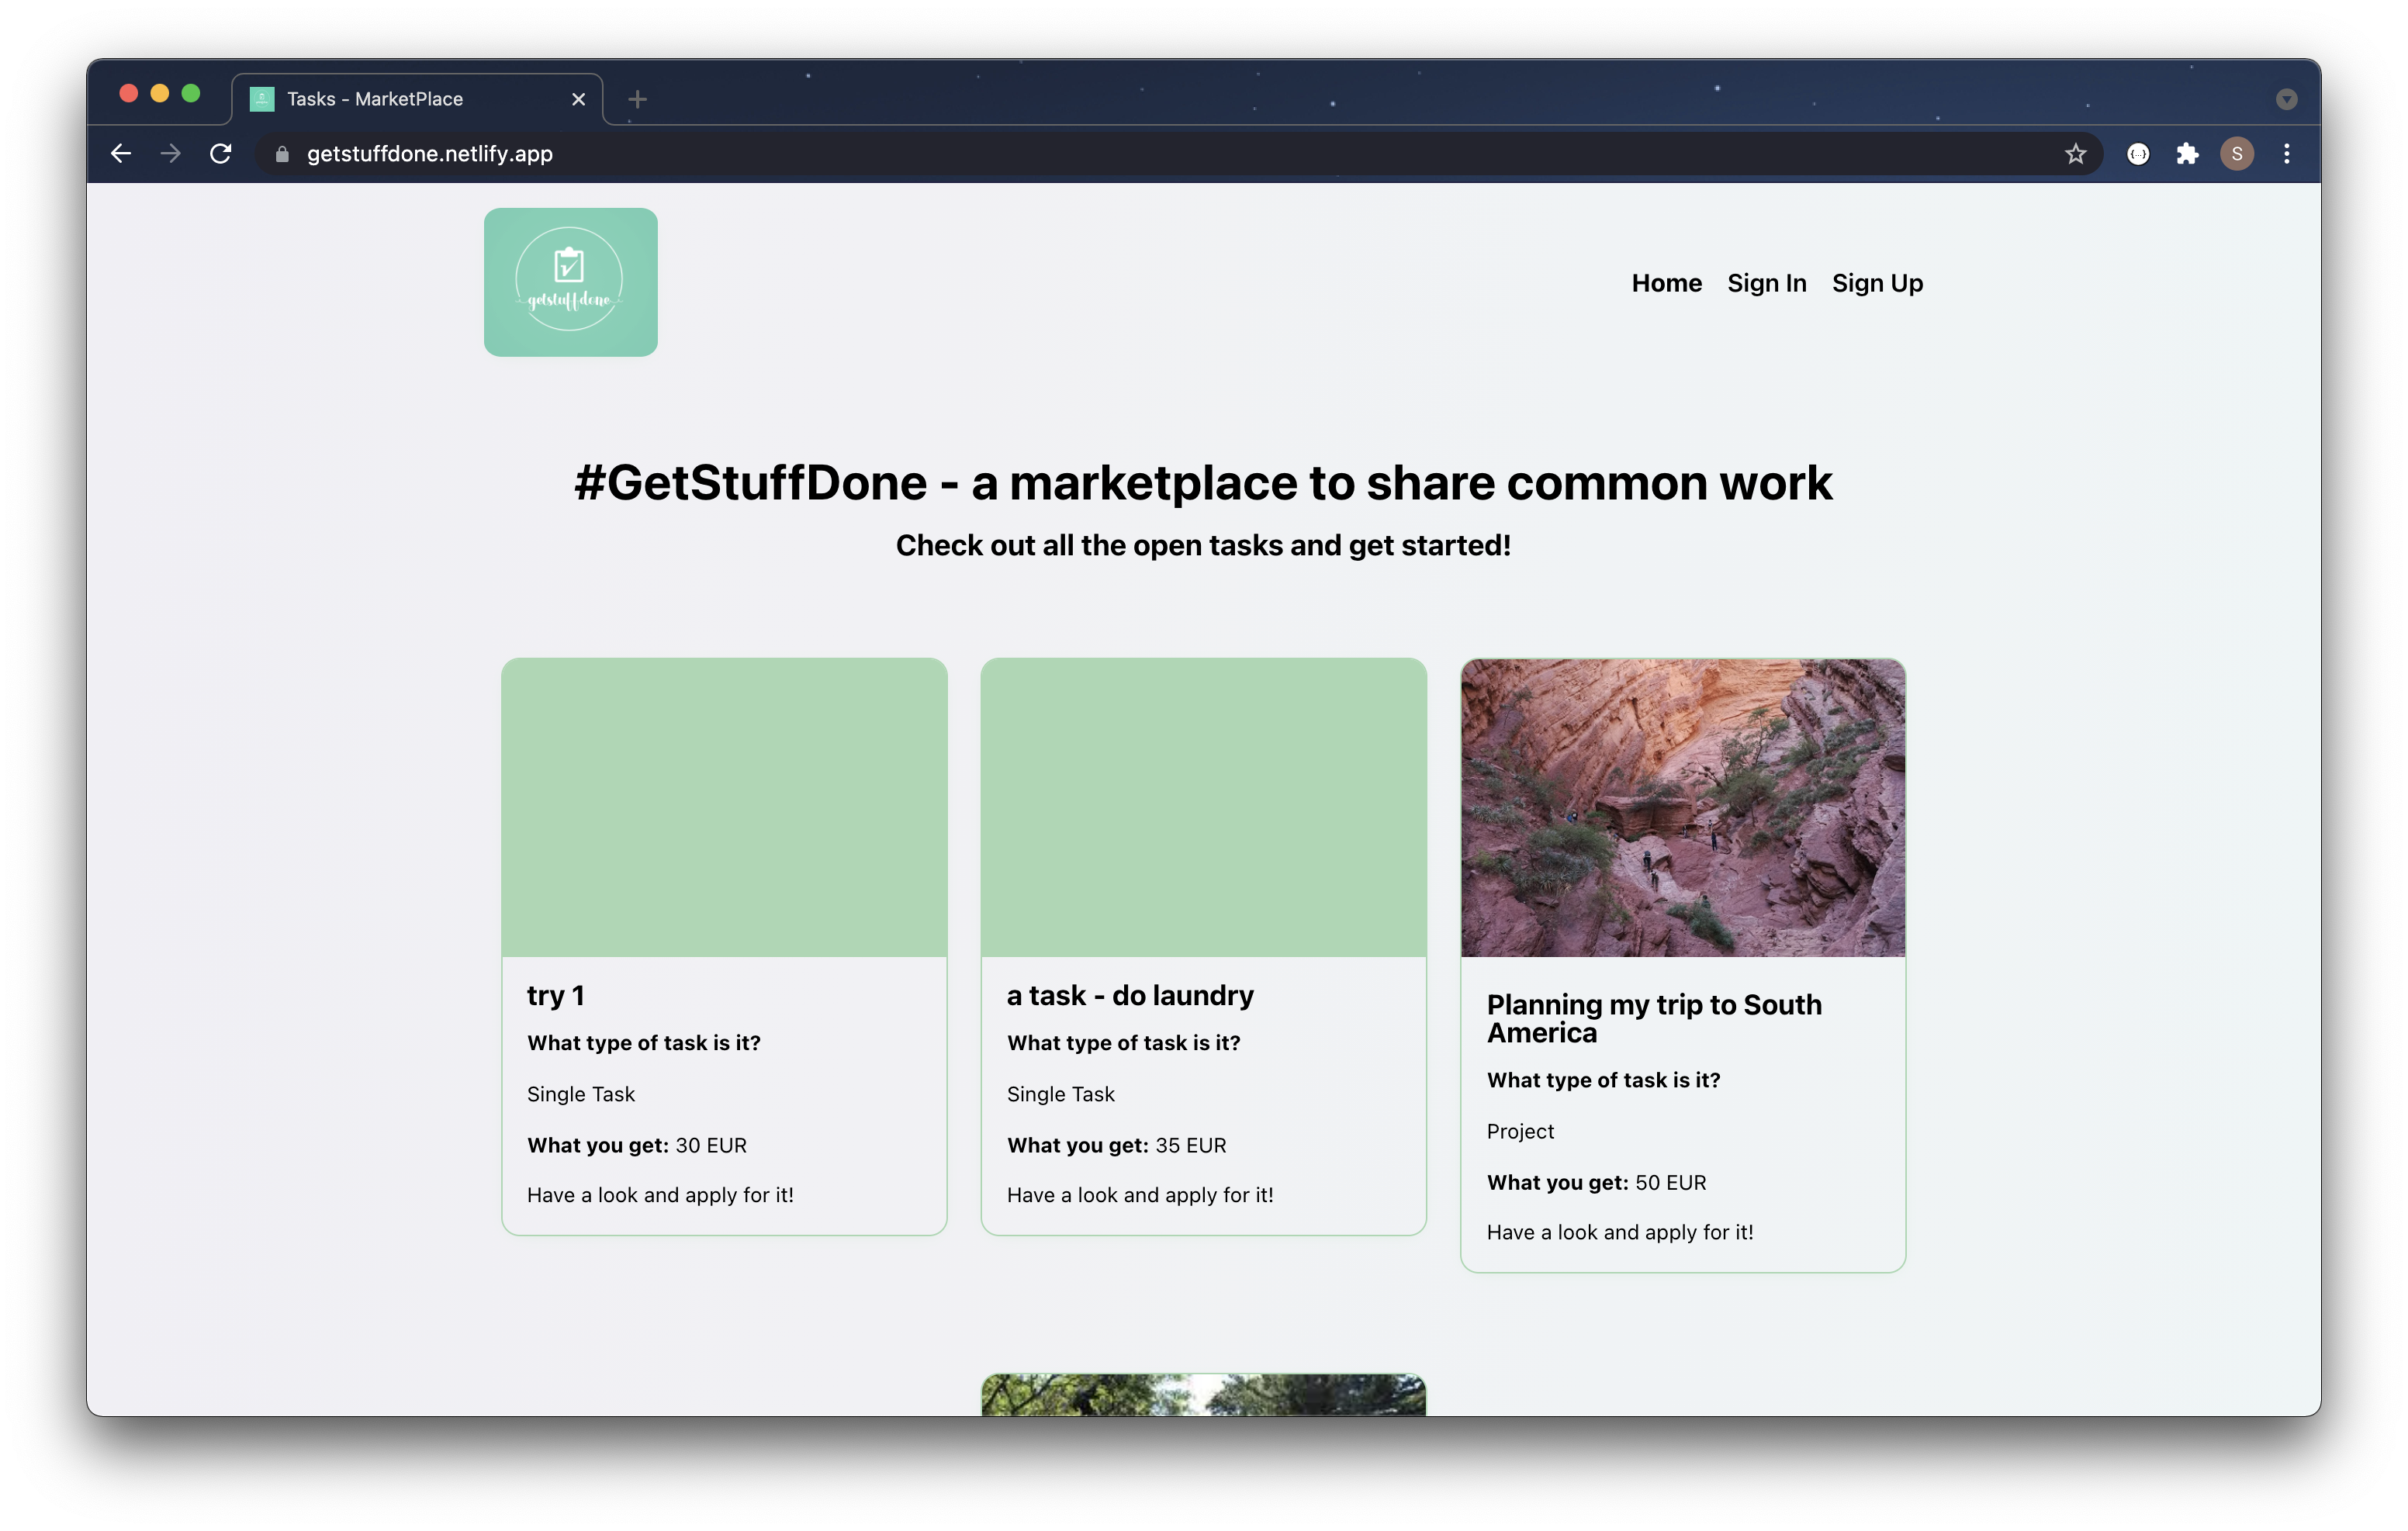 Tasks - MarketPlace
getstuffdone.netlify.app
S
getstuffdone
Home Sign In Sign Up
#GetStuffDone - a marketplace to share common work
Check out all the open tasks and get started!
try 1
What type of task is it?
Single Task
What you get: 30 EUR
Have a look and apply for it!
a task - do laundry
What type of task is it?
Single Task
What you get: 35 EUR
Have a look and apply for it!
Planning my trip to South
America
What type of task is it?
Project
What you get: 50 EUR
Have a look and apply for it!